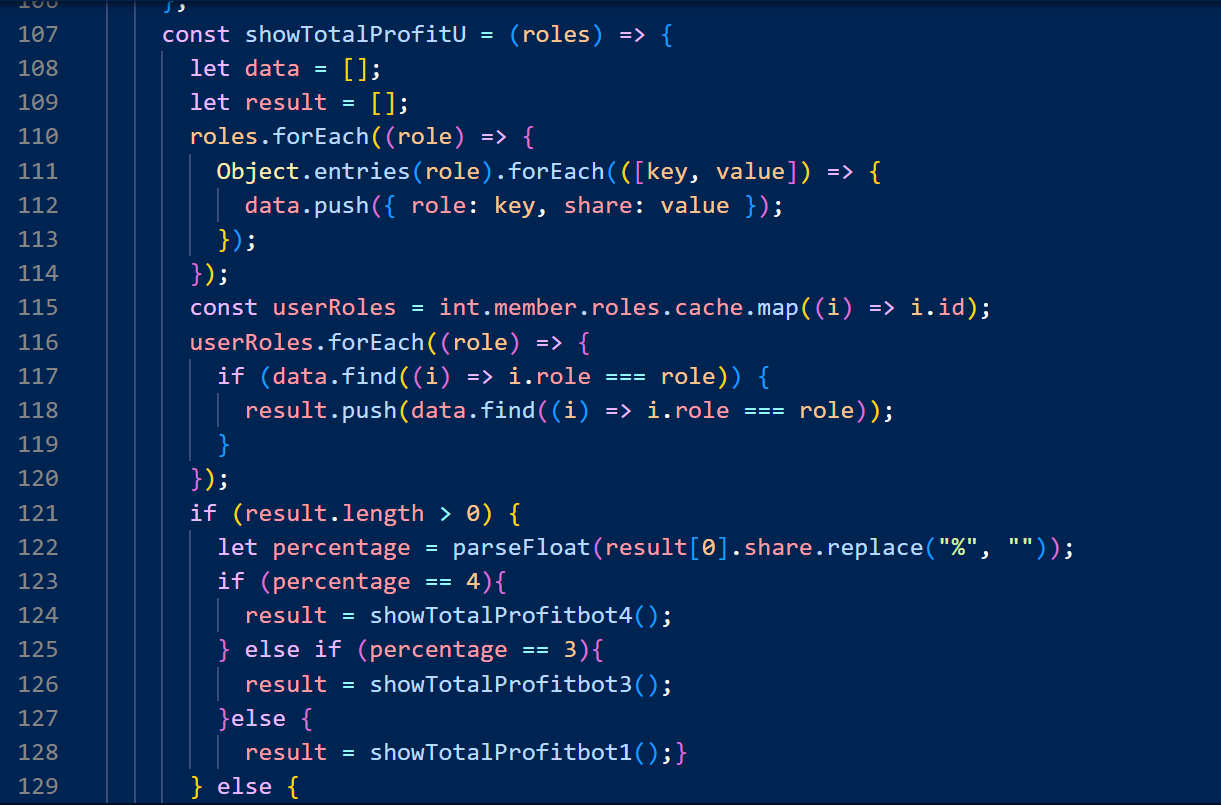 106 };
107 const showTotalProfitU = (roles) => {
108 let data = [];
109 let result = [];
110 roles.forEach((role) => {
111 Object.entries(role).forEach(([key, value]) => {
112 data.push({ role: key, share: value });
113 });
114 });
115 const userRoles = int.member.roles.cache.map((i) => i.id);
116 userRoles.forEach((role) => {
117 if (data.find((i) => i.role === role)) {
118 result.push(data.find((i) => i.role === role));
119 }
120 });
121 if (result.length > 0) {
122 let percentage = parseFloat(result[0].share.replace("%", ""));
123 if (percentage == 4){
124 result = showTotalProfitbot4();
125 } else if (percentage == 3){
126 result = showTotalProfitbot3();
127 }else {
128 result = showTotalProfitbot1();}
129 } else {